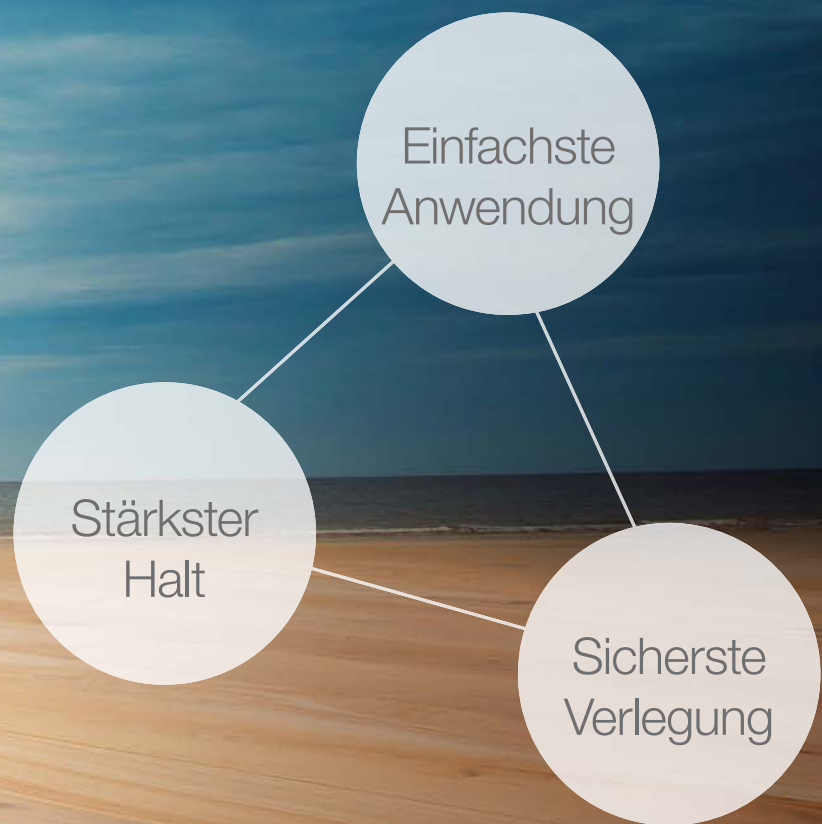 Einfachste
Anwendung
Stärkster
Halt
Sicherste
Verlegung